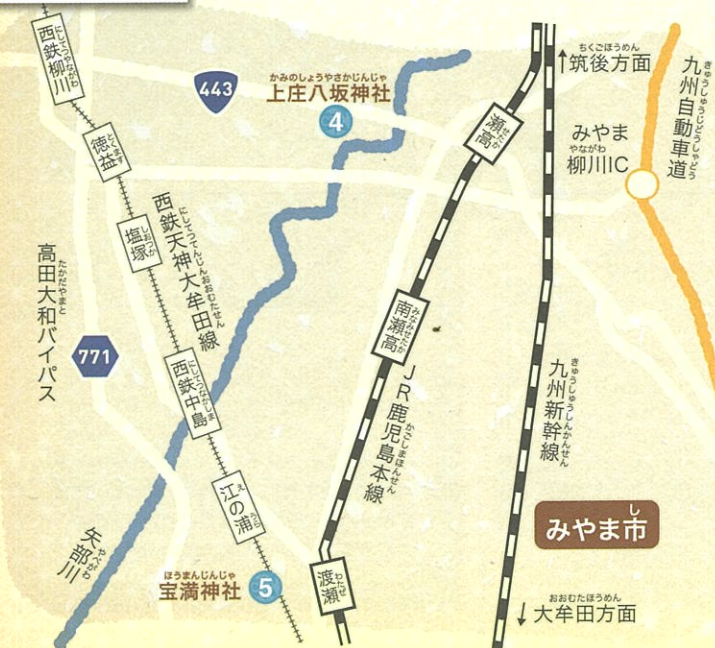 にしてつやながわ
西鉄柳川
443
かみのしょうやさかじんじゃ
上庄八坂神社
4
せたか
瀬高
ちくごほうめん
↑筑後方面
きゅうしゅうじどうしゃどう
九州自動車道
みやま
やながわ
柳川IC
とくます
徳益
しおつか
塩塚
にしてつてんじんおおむたせん
西鉄天神大牟田線
たかだやまと
高田大和バイパス
771
みなみせたか
南瀬高
にしてつなかしま
西鉄中島
かごしまほんせん
JR鹿児島本線
きゅうしゅうしんかんせん
九州新幹線
えうら
江の浦
し
みやま市
やべがわ
矢部川
ほうまんじんじゃ
宝満神社
5
わたぜ
渡瀬
おおむたほうめん
↓大牟田方面